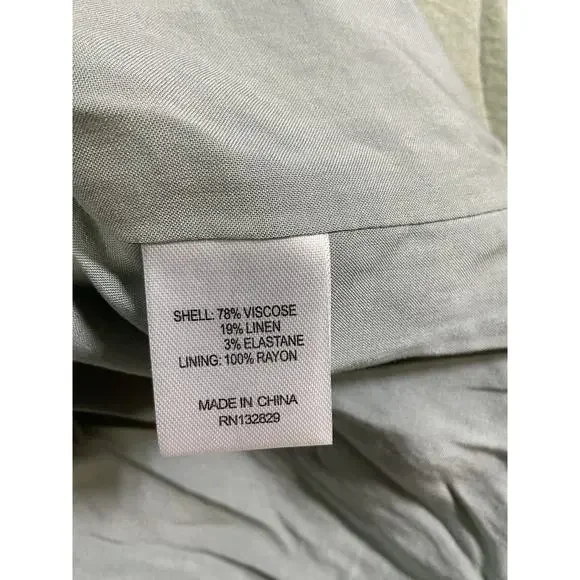 SHELL: 78% VISCOSE
19% LINEN
3% ELASTANE
LINING: 100% RAYON
MADE IN CHINA
RN132829